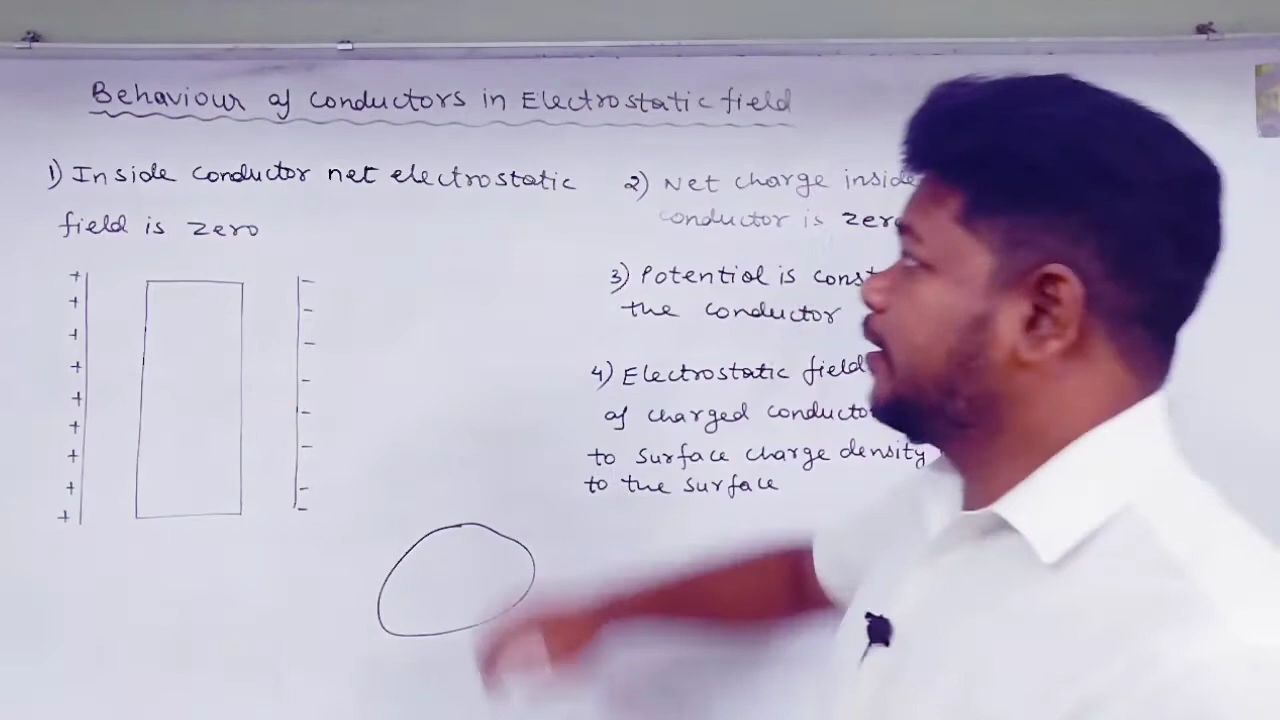 Behaviour of conductors in Electrostatic field
1) Inside conductor net electrostatic
field is zero
+ + + + + + + + +
- - - - - - - -
2) Net charge inside
conductor is
3) Potential is
the conductor
4) Electrostatic field
of charged
to surface charge density
to the surface